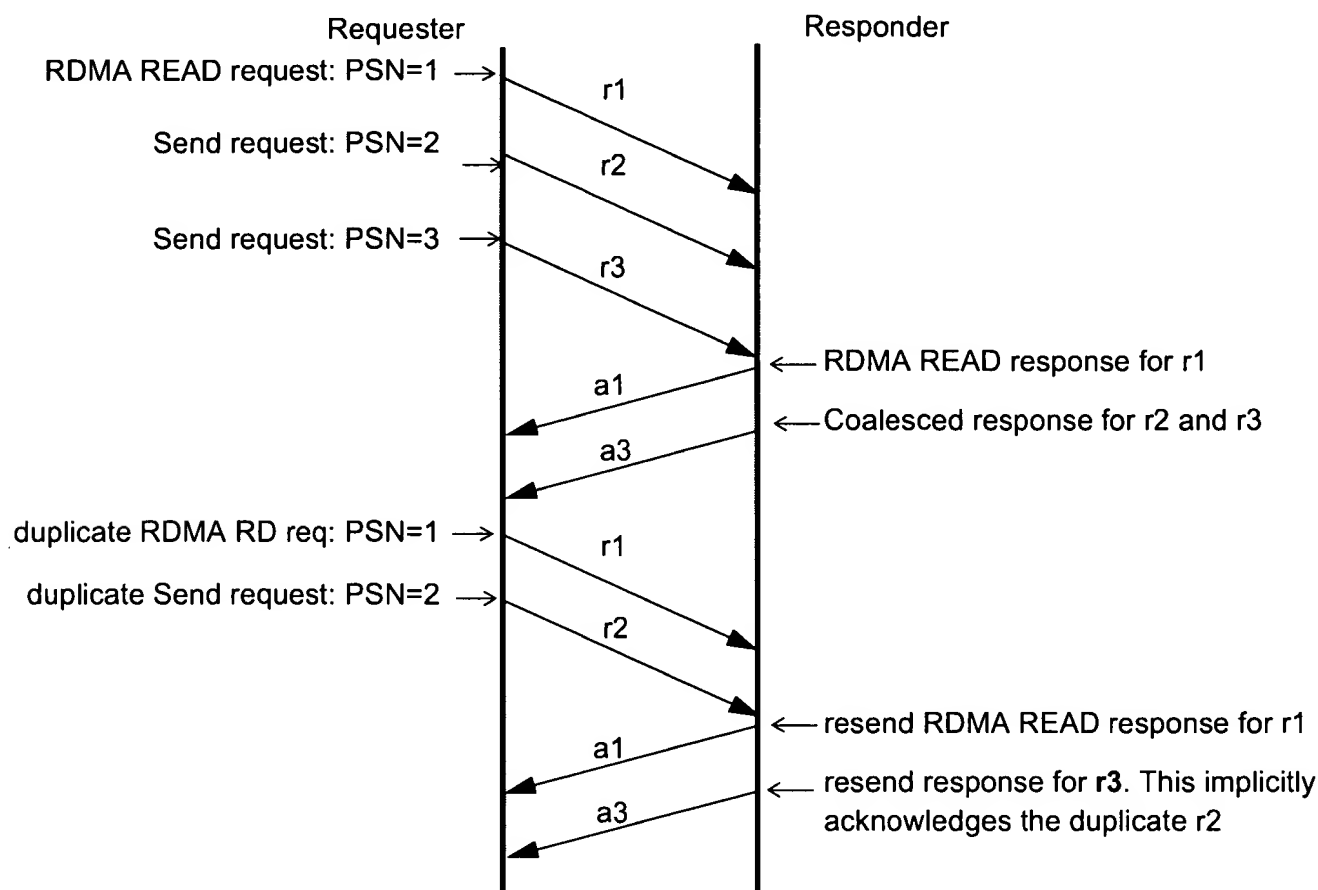 Requester
Responder
RDMA READ request: PSN=1
r1
Send request: PSN=2
r2
Send request: PSN=3
r3
RDMA READ response for r1
a1
Coalesced response for r2 and r3
a3
duplicate RDMA RD req: PSN=1
r1
duplicate Send request: PSN=2
r2
resend RDMA READ response for r1
a1
resend response for r3. This implicitly
acknowledges the duplicate r2
a3